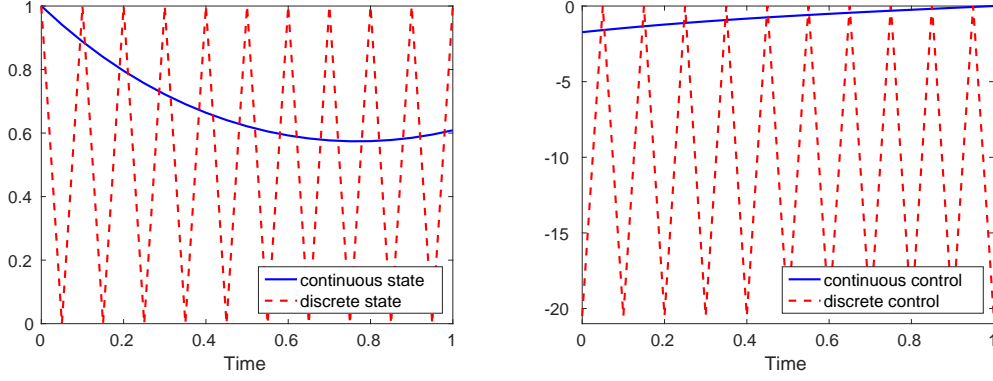 1
0.8
0.6
0.4
0.2
0
0 0.2 0.4 0.6 0.8 1
Time
continuous state
discrete state
0
-5
-10
-15
-20
0 0.2 0.4 0.6 0.8 1
Time
continuous control
discrete control